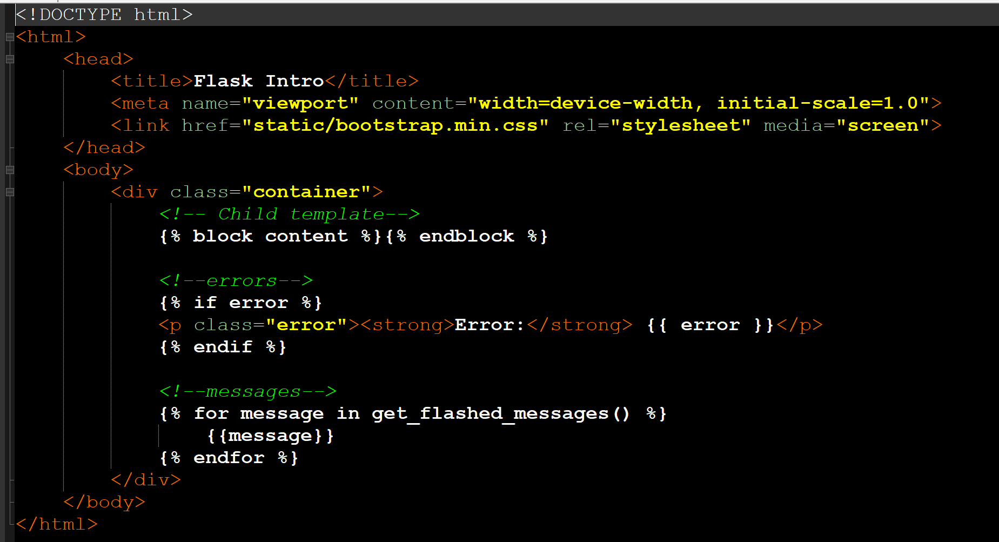 <!DOCTYPE html>
<html>
    <head>
        <title>Flask Intro</title>
        <meta name="viewport" content="width=device-width, initial-scale=1.0">
        <link href="static/bootstrap.min.css" rel="stylesheet" media="screen">
    </head>
    <body>
        <div class="container">
            <!-- Child template-->
            {% block content %}{% endblock %}

            <!--errors-->
            {% if error %}
            <p class="error"><strong>Error:</strong> {{ error }}</p>
            {% endif %}

            <!--messages-->
            {% for message in get_flashed_messages() %}
                {{message}}
            {% endfor %}
        </div>
    </body>
</html>